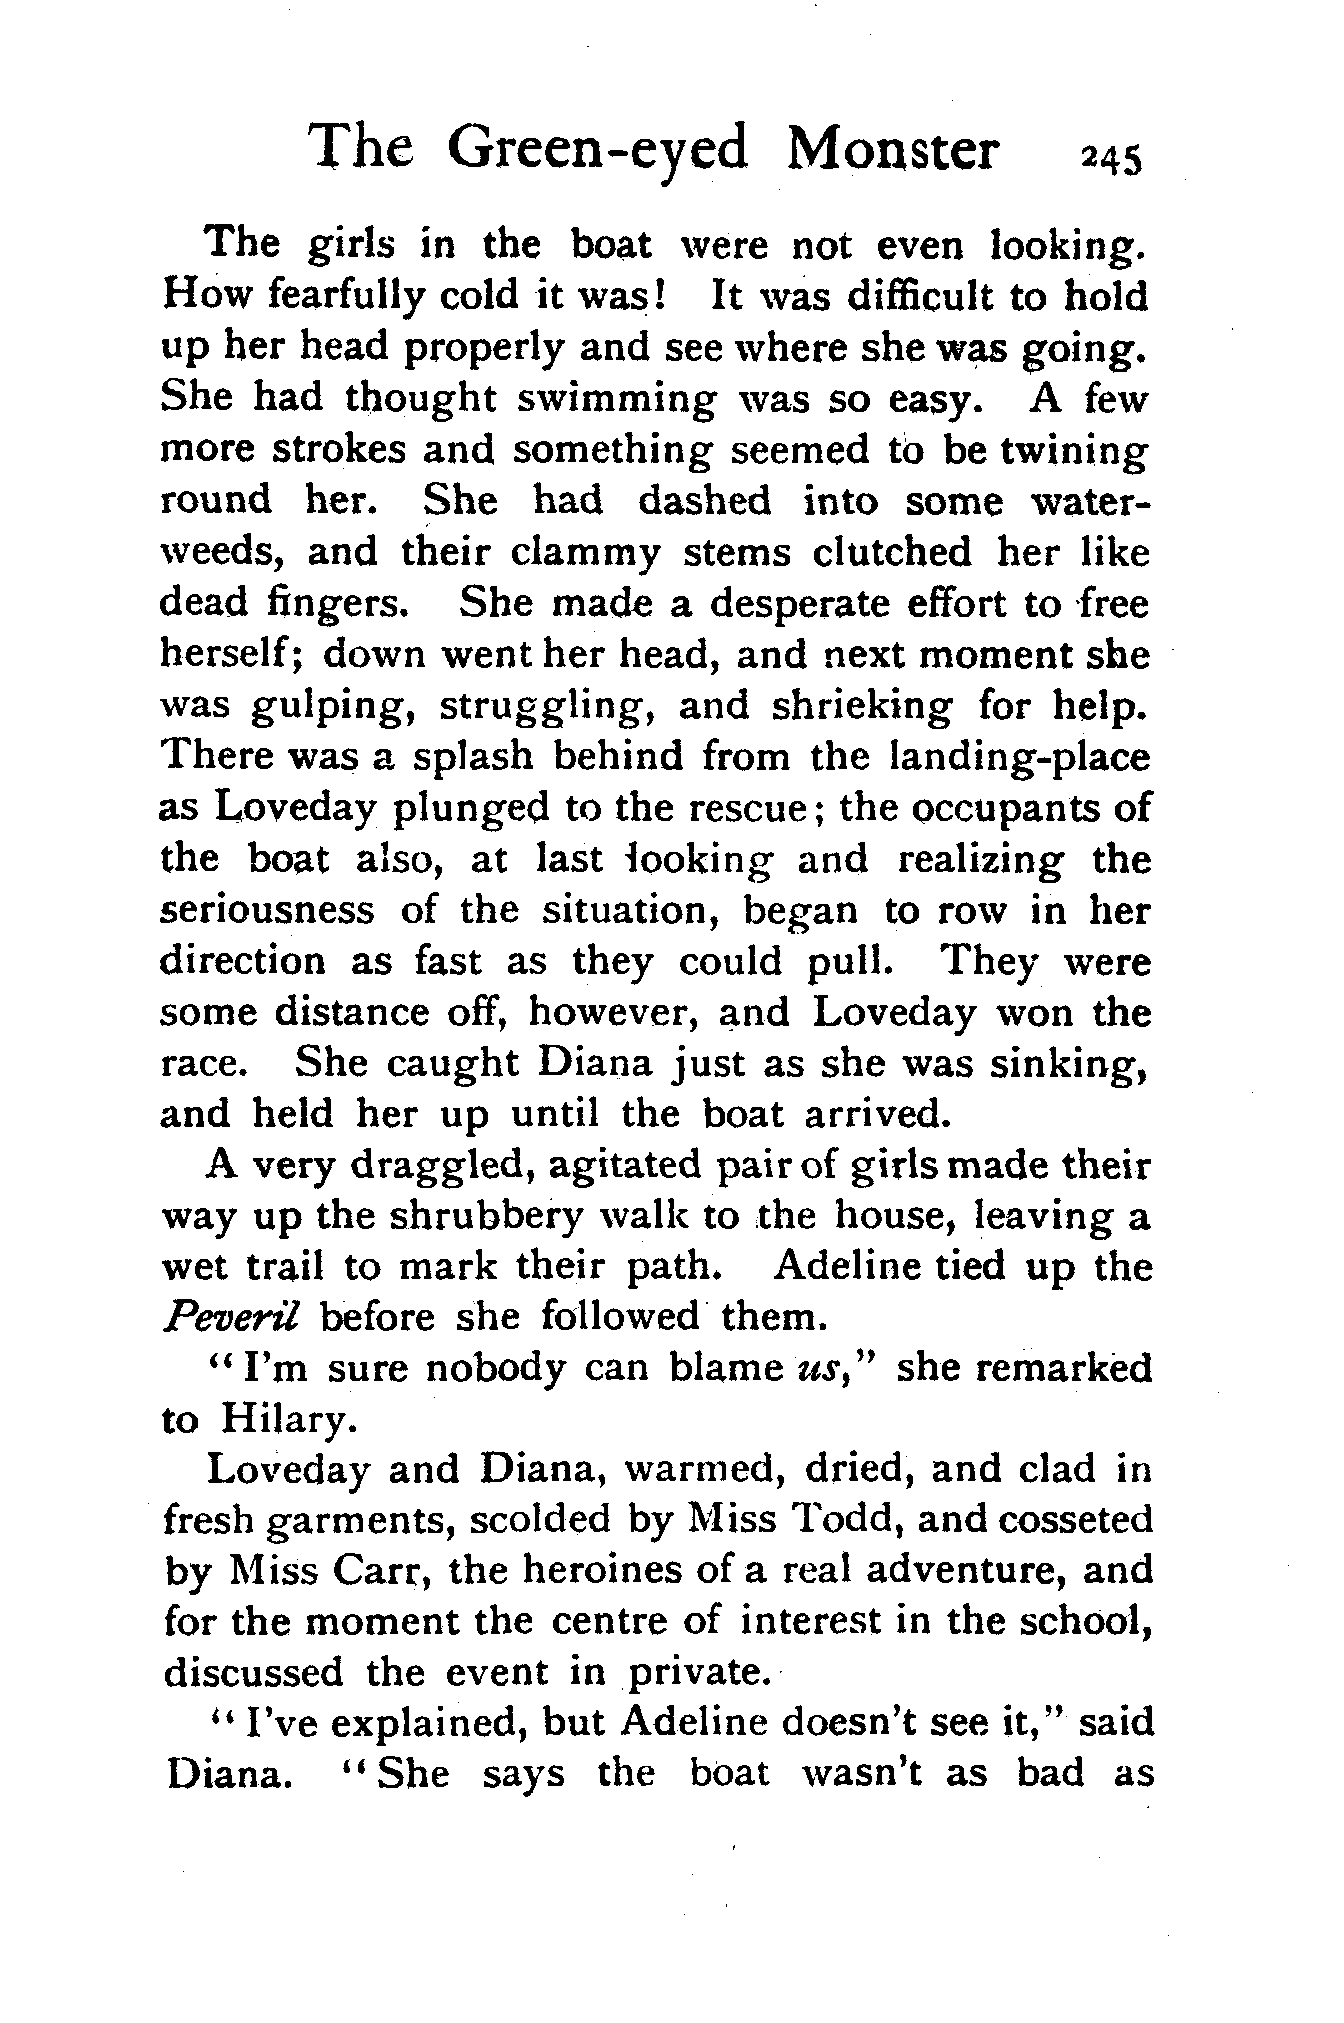 The Green-eyed Monster 245
The girls in the boat were not even looking.
How fearfully cold it was! It was difficult to hold
up her head properly and see where she was going.
She had thought swimming was so easy. A few
more strokes and something seemed to be twining
round her. She had dashed into some water-
weeds, and their clammy stems clutched her like
dead fingers. She made a desperate effort to free
herself; down went her head, and next moment she
was gulping, struggling, and shrieking for help.
There was a splash behind from the landing-place
as Loveday plunged to the rescue; the occupants of
the boat also, at last looking and realizing the
seriousness of the situation, began to row in her
direction as fast as they could pull. They were
some distance off, however, and Loveday won the
race. She caught Diana just as she was sinking,
and held her up until the boat arrived.
A very draggled, agitated pair of girls made their
way up the shrubbery walk to the house, leaving a
wet trail to mark their path. Adeline tied up the
Peveril before she followed them.
"I'm sure nobody can blame us," she remarked
to Hilary.
Loveday and Diana, warmed, dried, and clad in
fresh garments, scolded by Miss Todd, and cosseted
by Miss Carr, the heroines of a real adventure, and
for the moment the centre of interest in the school,
discussed the event in private.
"I've explained, but Adeline doesn't see it," said
Diana. "She says the boat wasn't as bad as